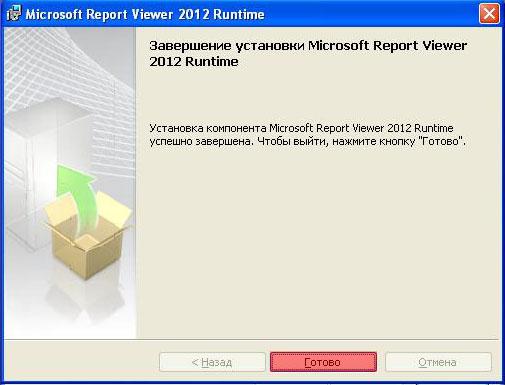 Microsoft Report Viewer 2012 Runtime
Завершение установки Microsoft Report Viewer
2012 Runtime
Установка компонента Microsoft Report Viewer 2012 Runtime
успешно завершена. Чтобы выйти, нажмите кнопку "Готово".
< Назад
Готово
Отмена